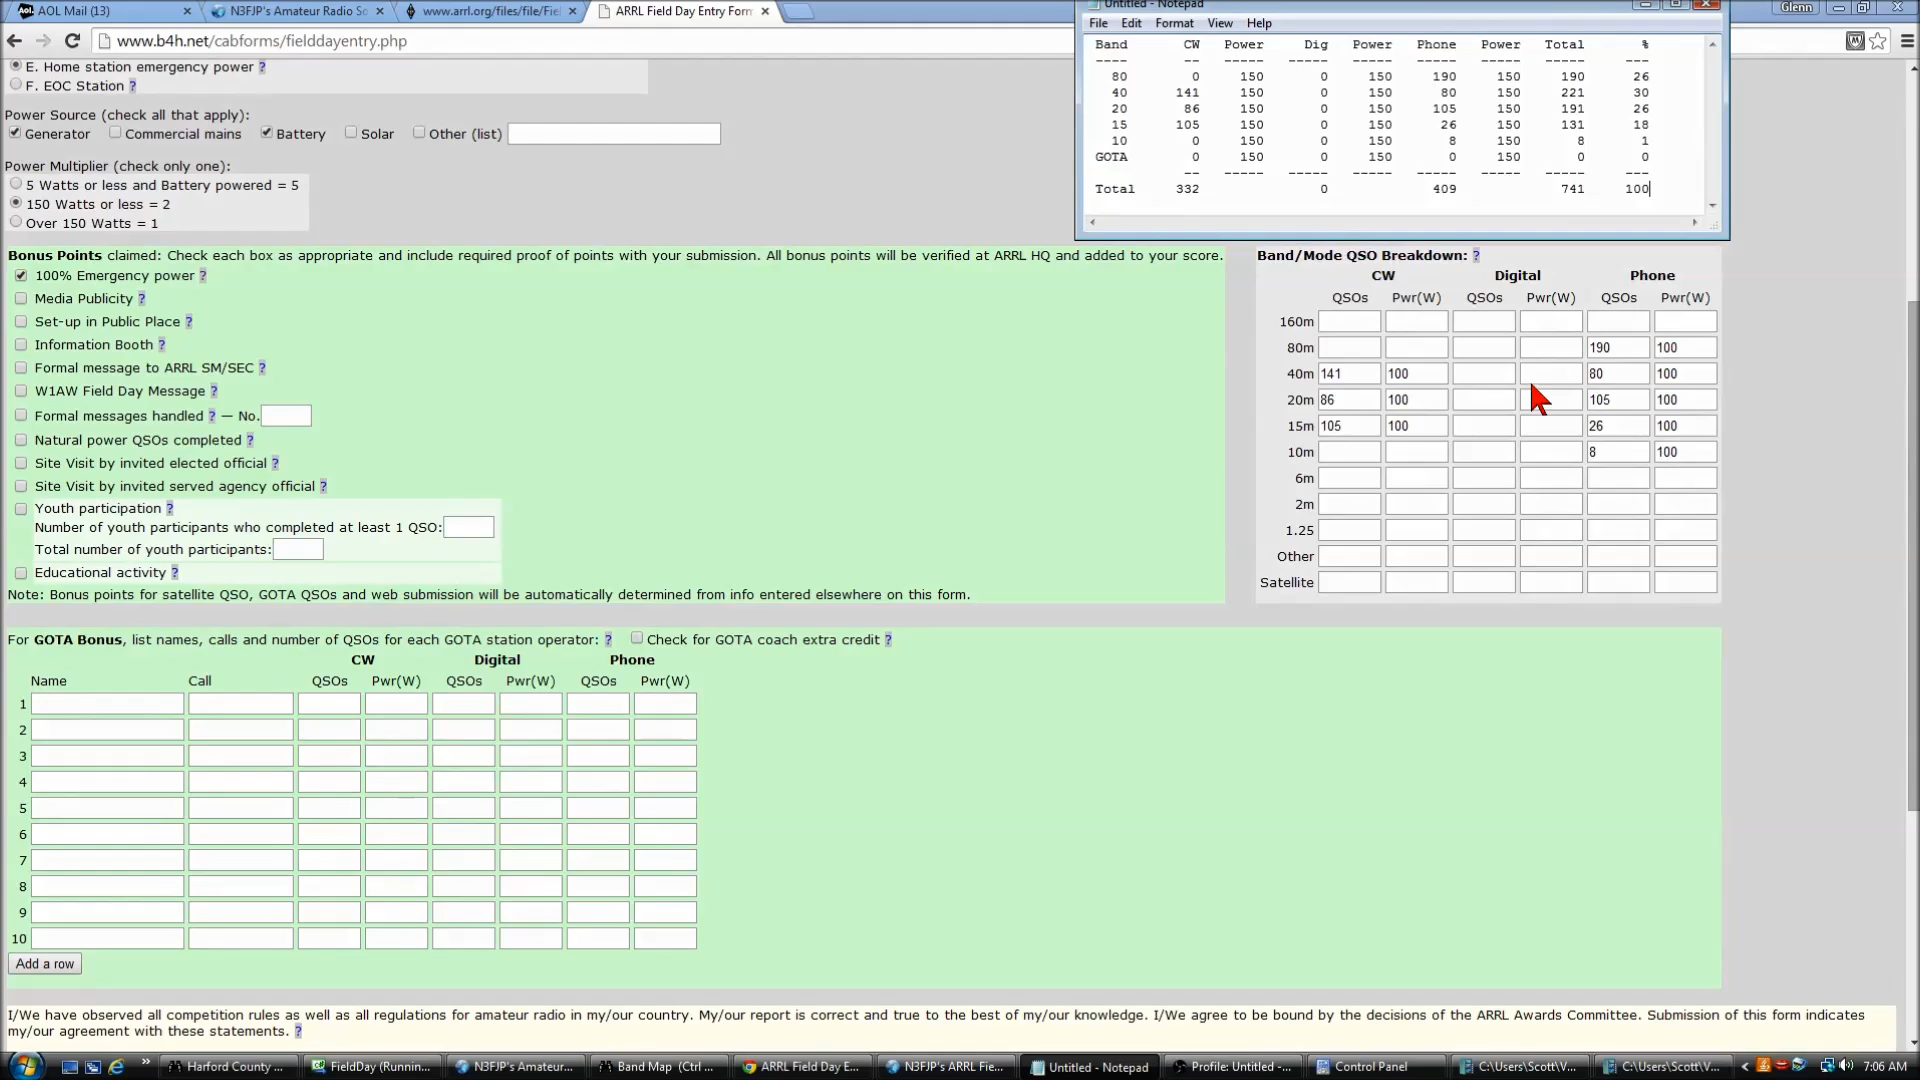 AOL Mail (13)
N3FJP's Amateur Radio So
www.arrl.org/files/file/Fiel
ARRL Field Day Entry Form
Glenn
www.b4h.net/cabforms/fielddayentry.php
Untitled - Notepad
File Edit Format View Help
Band CW Power Dig Power Phone Power Total %
---- -- ----- ----- ----- ----- ----- ----- ---
80 0 150 0 150 190 150 190 26
40 141 150 0 150 80 150 221 30
20 86 150 0 150 105 150 191 26
15 105 150 0 150 26 150 131 18
10 0 150 0 150 8 150 8 1
GOTA 0 150 0 150 0 150 0 0
-- ----- ----- ----- ----- ----- ----- ---
Total 332 0 409 741 100
E. Home station emergency power ?
F. EOC Station ?
Power Source (check all that apply):
Generator Commercial mains Battery Solar Other (list)
Power Multiplier (check only one):
5 Watts or less and Battery powered = 5
150 Watts or less = 2
Over 150 Watts = 1
Bonus Points claimed: Check each box as appropriate and include required proof of points with your submission. All bonus points will be verified at ARRL HQ and added to your score.
100% Emergency power ?
Media Publicity ?
Set-up in Public Place ?
Information Booth ?
Formal message to ARRL SM/SEC ?
W1AW Field Day Message ?
Formal messages handled ? — No.
Natural power QSOs completed ?
Site Visit by invited elected official ?
Site Visit by invited served agency official ?
Youth participation ?
Number of youth participants who completed at least 1 QSO:
Total number of youth participants:
Educational activity ?
Note: Bonus points for satellite QSO, GOTA QSOs and web submission will be automatically determined from info entered elsewhere on this form.
Band/Mode QSO Breakdown: ?
CW Digital Phone
QSOs Pwr(W) QSOs Pwr(W) QSOs Pwr(W)
160m
80m 190 100
40m 141 100 80 100
20m 86 100 105 100
15m 105 100 26 100
10m 8 100
6m
2m
1.25
Other
Satellite
For GOTA Bonus, list names, calls and number of QSOs for each GOTA station operator: ? Check for GOTA coach extra credit ?
CW Digital Phone
Name Call QSOs Pwr(W) QSOs Pwr(W) QSOs Pwr(W)
1
2
3
4
5
6
7
8
9
10
Add a row
I/We have observed all competition rules as well as all regulations for amateur radio in my/our country. My/our report is correct and true to the best of my/our knowledge. I/We agree to be bound by the decisions of the ARRL Awards Committee. Submission of this form indicates
my/our agreement with these statements. ?
Harford County ... FieldDay (Runnin... N3FJP's Amateur... Band Map (Ctrl ... ARRL Field Day E... N3FJP's ARRL Fie... Untitled - Notepad Profile: Untitled -... Control Panel C:\Users\Scott\V... C:\Users\Scott\V... 7:06 AM